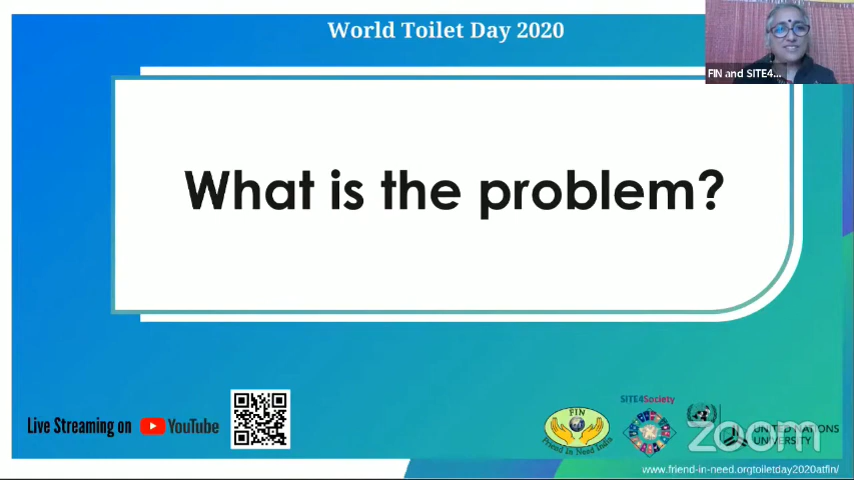 World Toilet Day 2020
FIN and SITE4...
What is the problem?
Live Streaming on YouTube
FIN
Friend In Need India
SITE4Society
zoom
UNITED NATIONS
UNIVERSITY
www.friend-in-need.orgtoiletday2020atfin/